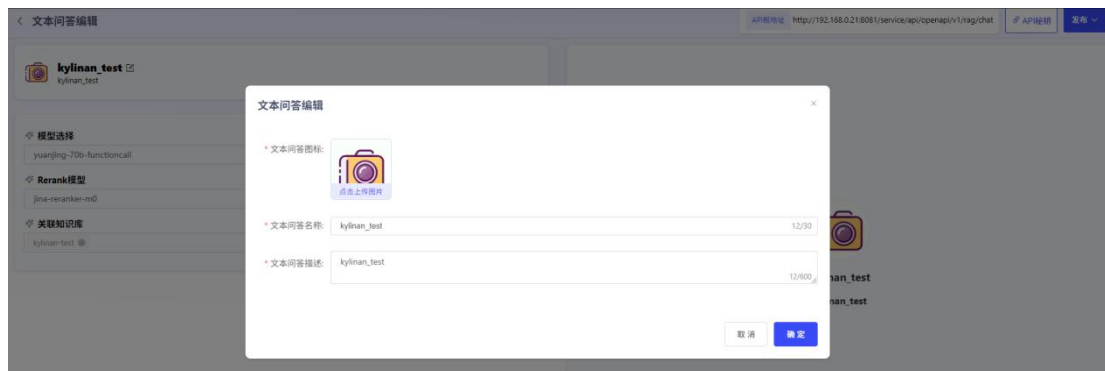 文本问答编辑
API根地址 http://192.168.0.21:8081/service/api/openapi/v1/rag/chat
API秘钥
发布
kylinan_test
kylinan_test
模型选择
yuanjing-70b-functioncall
Rerank模型
jina-reranker-m0
关联知识库
kylinan-test
文本问答编辑
* 文本问答图标:
点击上传图片
* 文本问答名称: kylinan_test 12/30
* 文本问答描述: kylinan_test
12/600
取消 确定
nan_test
nan_test